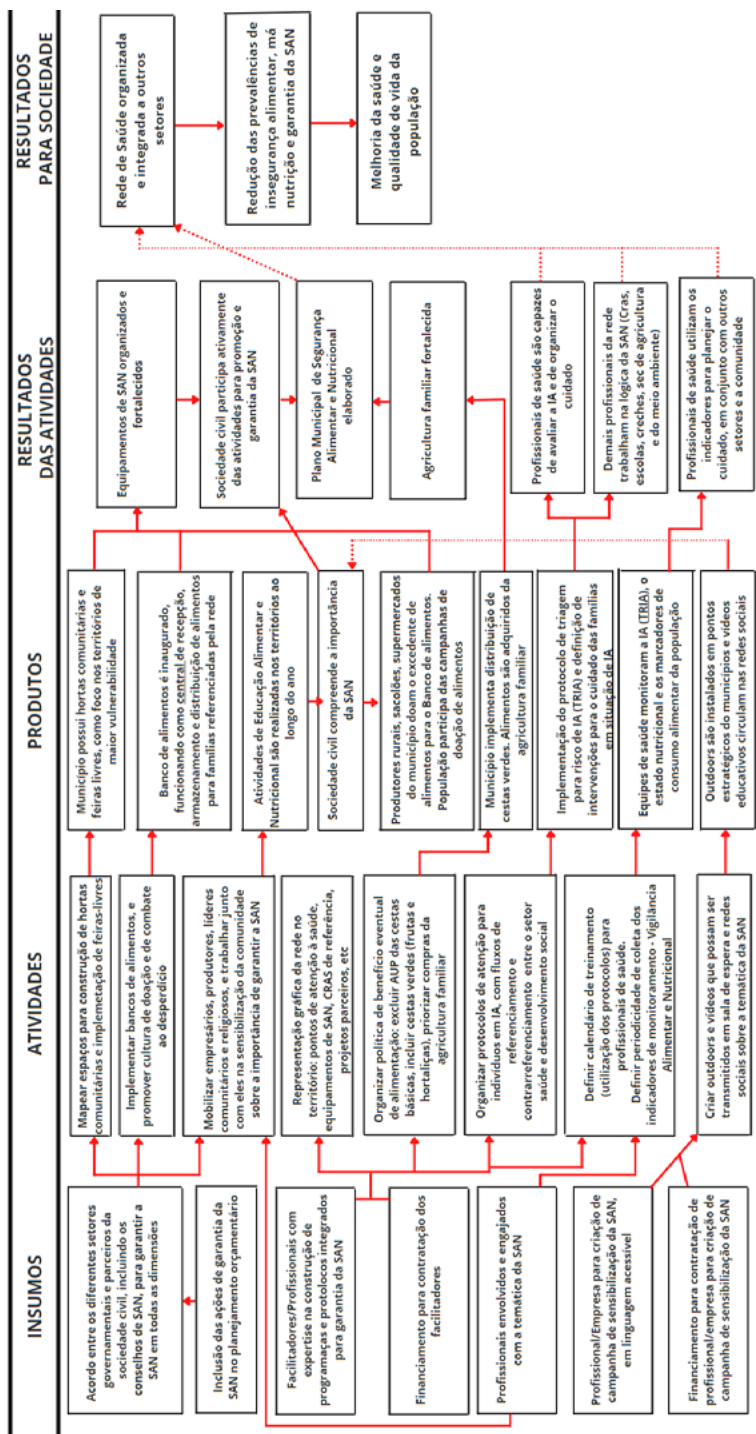 INSUMOS
Acordo entre os diferentes setores
governamentais e parceiros da
sociedade civil, incluindo os
conselhos de SAN, para garantir a
SAN em todas as dimensões
Inclusão das ações de garantia da
SAN no planejamento orçamentário
Facilitadores/Profissionais com
expertise na construção de
programaças e protolocos integrados
para garantia da SAN
Financiamento para contratação dos
facilitadores
Profissionais envolvidos e engajados
com a temática da SAN
Profissional/Empresa para criação de
campanha de sensibilização da SAN,
em linguagem acessível
Financiamento para contratação de
profissional/empresa para criação de
campanha de sensibilização da SAN
ATIVIDADES
Mapear espaços para construção de hortas
comunitárias e implemetação de feiras-livres
Implementar bancos de alimentos, e
promover cultura de doação e de combate
ao desperdício
Mobilizar empresários, produtores, líderes
comunitários e religiosos, e trabalhar junto
com eles na sensibilização da comunidade
sobre a importância de garantir a SAN
Representação gráfica da rede no
território: pontos de atenção à saúde,
equipamentos de SAN, CRAS de referência,
projetos parceiros, etc
Organizar política de benefício eventual
de alimentação: excluir AUP das cestas
básicas, incluir cestas verdes (frutas e
hortaliças), priorizar compras da
agricultura familiar
Organizar protocolos de atenção para
indivíduos em IA, com fluxos de
referenciamento e
contrarreferenciamento entre o setor
saúde e desenvolvimento social
Definir calendário de treinamento
(utilização dos protocolos) para
profissionais de saúde.
Definir periodicidade de coleta dos
indicadores de monitoramento - Vigilância
Alimentar e Nutricional
Criar outdoors e vídeos que possam ser
transmitidos em sala de espera e redes
sociais sobre a temática da SAN
PRODUTOS
Município possui hortas comunitárias e
feiras livres, como foco nos territórios de
maior vulnerabilidade
Banco de alimentos é inaugurado,
funcionando como central de recepção,
armazenamento e distribuição de alimentos
para famílias referenciadas pela rede
Atividades de Educação Alimentar e
Nutricional são realizadas nos territórios ao
longo do ano
Sociedade civil compreende a importância
da SAN
Produtores rurais, sacolões, supermercados
do município doam o excedente de
alimentos para o Banco de alimentos.
População participa das campanhas de
doação de alimentos
Município implementa distribuição de
cestas verdes. Alimentos são adquiridos da
agricultura familiar
Implementação do protocolo de triagem
para risco de IA (TRIA) e definição de
intervenções para o cuidado das famílias
em situação de IA
Equipes de saúde monitoram a IA (TRIA), o
estado nutricional e os marcadores de
consumo alimentar da população
Outdoors são instalados em pontos
estratégicos do municípios e vídeos
educativos circulam nas redes sociais
RESULTADOS
DAS ATIVIDADES
Equipamentos de SAN organizados e
fortalecidos
Sociedade civil participa ativamente
das atividades para promoção e
garantia da SAN
Plano Municipal de Segurança
Alimentar e Nutricional
elaborado
Agricultura familiar fortalecida
Profissionais de saúde são capazes
de avaliar a IA e de organizar o
cuidado
Demais profissionais da rede
trabalham na lógica da SAN (Cras,
escolas, creches, sec de agricultura
e do meio ambiente)
Profissionais de saúde utilizam os
indicadores para planejar o
cuidado, em conjunto com outros
setores e a comunidade
RESULTADOS
PARA SOCIEDADE
Rede de Saúde organizada
e integrada a outros
setores
Redução das prevalências de
insegurança alimentar, má
nutrição e garantia da SAN
Melhoria da saúde e
qualidade de vida da
população